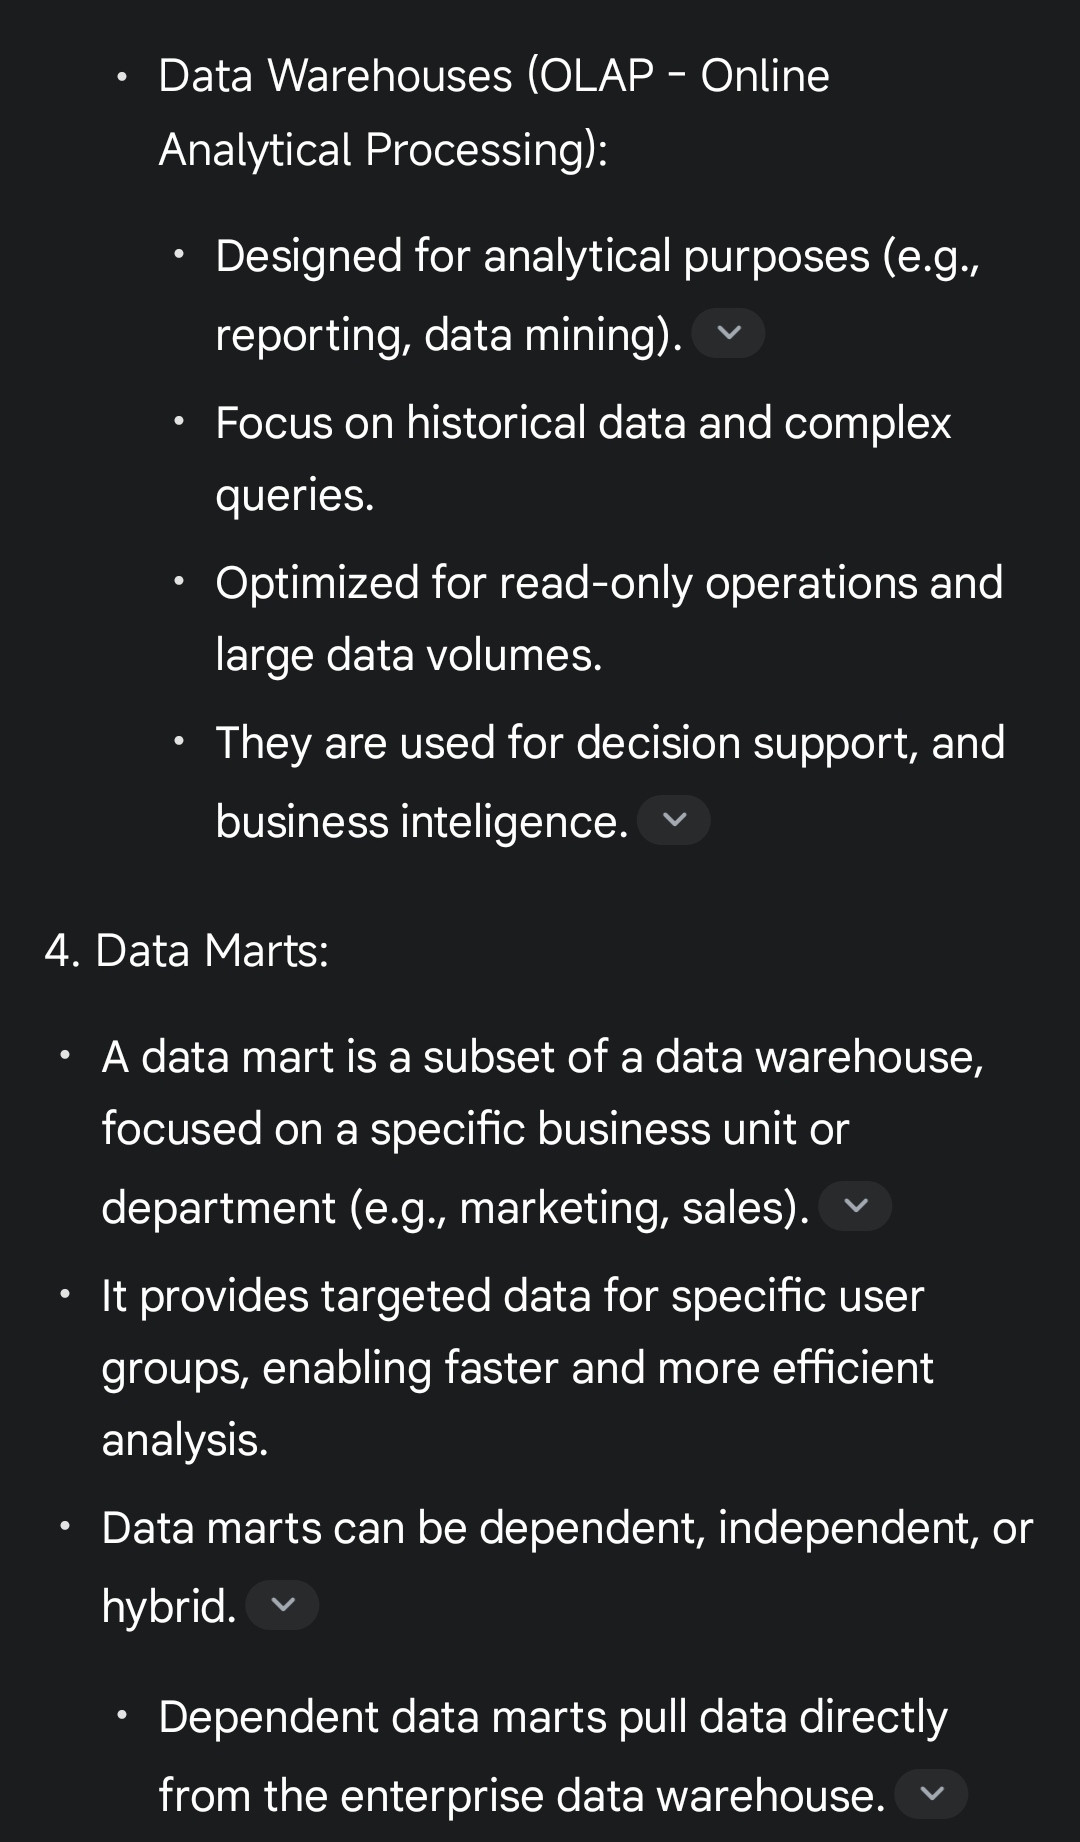 • Data Warehouses (OLAP - Online
Analytical Processing):
• Designed for analytical purposes (e.g.,
reporting, data mining).
• Focus on historical data and complex
queries.
• Optimized for read-only operations and
large data volumes.
• They are used for decision support, and
business inteligence.
4. Data Marts:
• A data mart is a subset of a data warehouse,
focused on a specific business unit or
department (e.g., marketing, sales).
• It provides targeted data for specific user
groups, enabling faster and more efficient
analysis.
• Data marts can be dependent, independent, or
hybrid.
• Dependent data marts pull data directly
from the enterprise data warehouse.